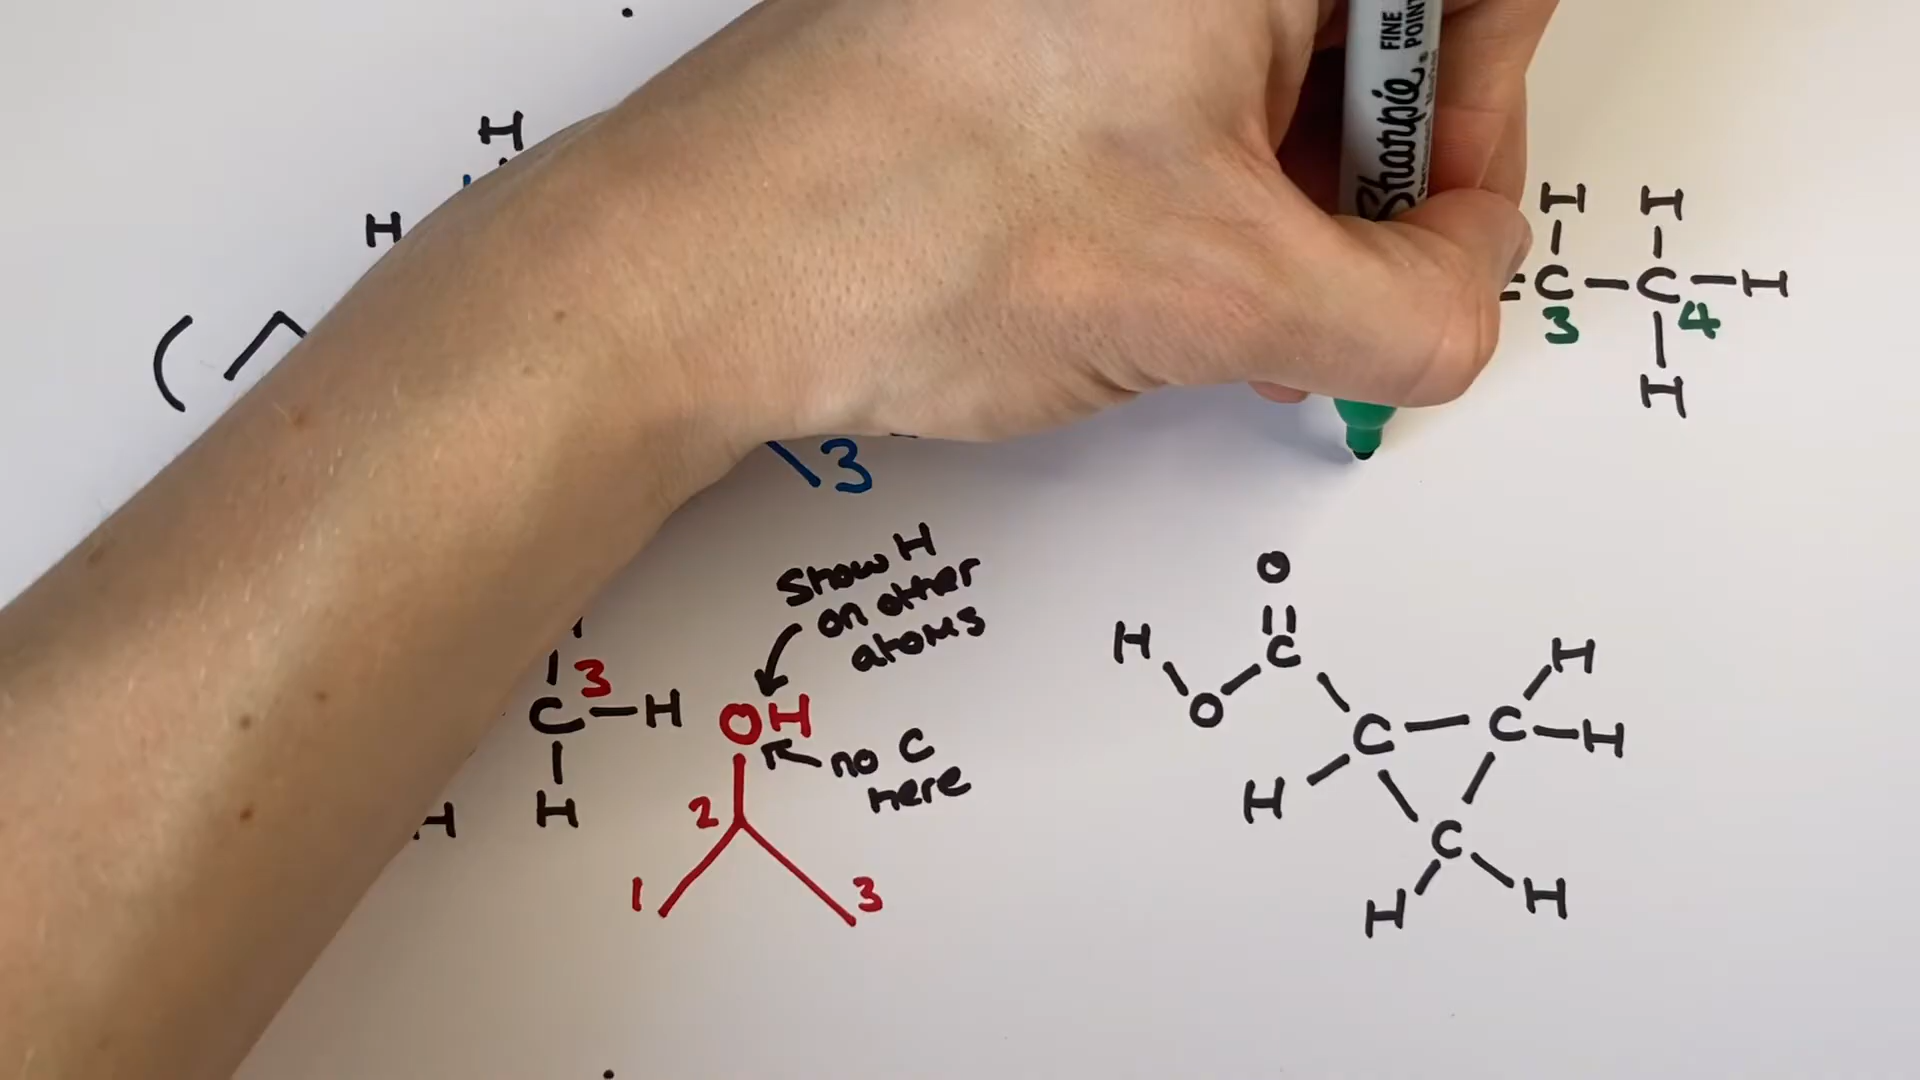 Sharpie
FINE
POINT
H
H
3
H H
=C-C-H
3 4
H
Show H
on other
atoms
3
C-H
H
H
OH
no C
here
2
1 3
O
=
H C H
O C-C-H
H C
H H